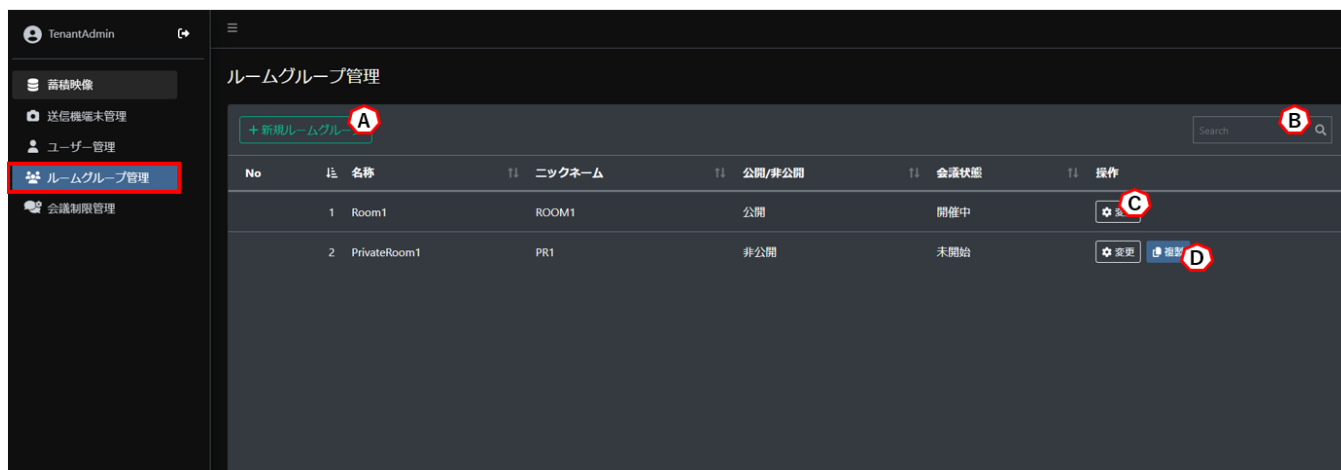 TenantAdmin
蓄積映像
送信機端末管理
ユーザー管理
ルームグループ管理
会議制限管理
ルームグループ管理
+新規ルームグルー A
Search B
No 名称 ニックネーム 公開/非公開 会議状態 操作
1 Room1 ROOM1 公開 開催中 C
2 PrivateRoom1 PR1 非公開 未開始 変更 複製 D